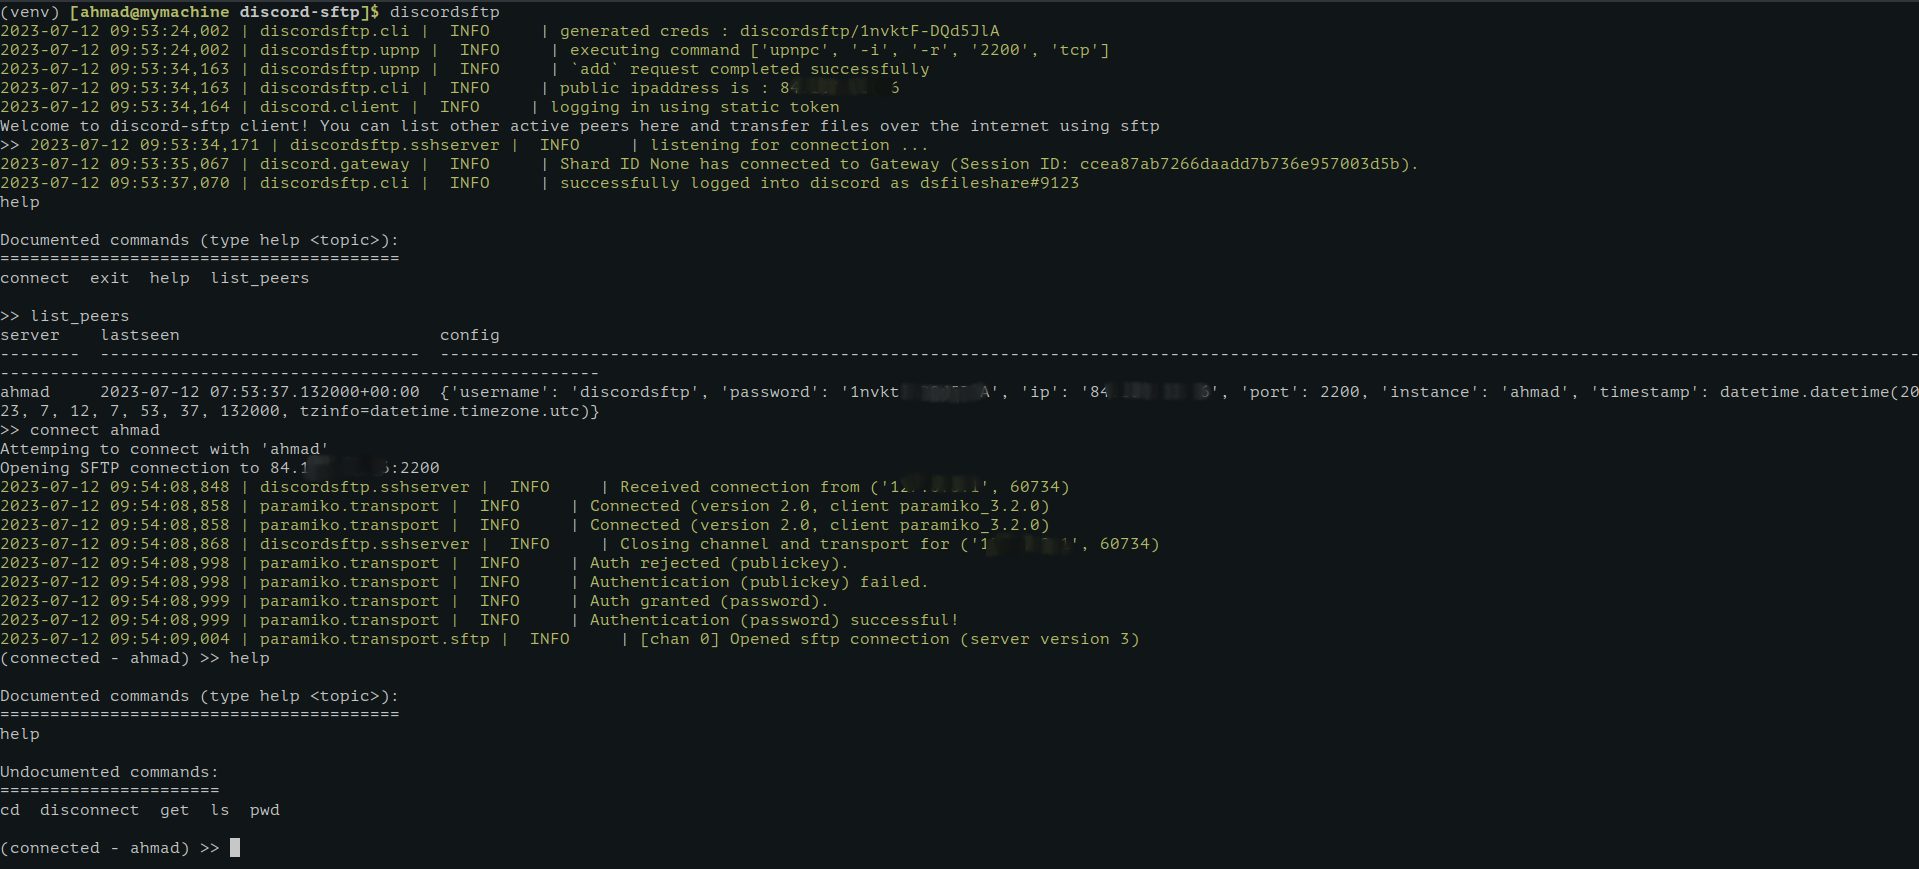 (venv) [ahmad@mymachine discord-sftp]$ discordsftp
2023-07-12 09:53:24,002 | discordsftp.cli |  INFO     | generated creds : discordsftp/1nvktF-DQd5JlA
2023-07-12 09:53:24,002 | discordsftp.upnp |  INFO     | executing command ['upnpc', '-i', '-r', '2200', 'tcp']
2023-07-12 09:53:34,163 | discordsftp.upnp |  INFO     | `add` request completed successfully
2023-07-12 09:53:34,163 | discordsftp.cli |  INFO     | public ipaddress is : 84 6
2023-07-12 09:53:34,164 | discord.client |  INFO     | logging in using static token
Welcome to discord-sftp client! You can list other active peers here and transfer files over the internet using sftp
>> 2023-07-12 09:53:34,171 | discordsftp.sshserver |  INFO     | listening for connection ...
2023-07-12 09:53:35,067 | discord.gateway |  INFO     | Shard ID None has connected to Gateway (Session ID: ccea87ab7266daadd7b736e957003d5b).
2023-07-12 09:53:37,070 | discordsftp.cli |  INFO     | successfully logged into discord as dsfileshare#9123
help
Documented commands (type help <topic>):
========================================
connect  exit  help  list_peers
>> list_peers
server    lastseen                          config
--------  --------------------------------  ----------------------------------------------------------------------------------------------------------------------------------------------------
------------------------------------------------------------
ahmad     2023-07-12 07:53:37.132000+00:00  {'username': 'discordsftp', 'password': '1nvkt A', 'ip': '84 6', 'port': 2200, 'instance': 'ahmad', 'timestamp': datetime.datetime(20
23, 7, 12, 7, 53, 37, 132000, tzinfo=datetime.timezone.utc)}
>> connect ahmad
Attemping to connect with 'ahmad'
Opening SFTP connection to 84.1 :2200
2023-07-12 09:54:08,848 | discordsftp.sshserver |  INFO     | Received connection from ('12 1', 60734)
2023-07-12 09:54:08,858 | paramiko.transport |  INFO     | Connected (version 2.0, client paramiko_3.2.0)
2023-07-12 09:54:08,858 | paramiko.transport |  INFO     | Connected (version 2.0, client paramiko_3.2.0)
2023-07-12 09:54:08,868 | discordsftp.sshserver |  INFO     | Closing channel and transport for ('1 ', 60734)
2023-07-12 09:54:08,998 | paramiko.transport |  INFO     | Auth rejected (publickey).
2023-07-12 09:54:08,998 | paramiko.transport |  INFO     | Authentication (publickey) failed.
2023-07-12 09:54:08,999 | paramiko.transport |  INFO     | Auth granted (password).
2023-07-12 09:54:08,999 | paramiko.transport |  INFO     | Authentication (password) successful!
2023-07-12 09:54:09,004 | paramiko.transport.sftp |  INFO     | [chan 0] Opened sftp connection (server version 3)
(connected - ahmad) >> help
Documented commands (type help <topic>):
========================================
help
Undocumented commands:
======================
cd  disconnect  get  ls  pwd
(connected - ahmad) >>